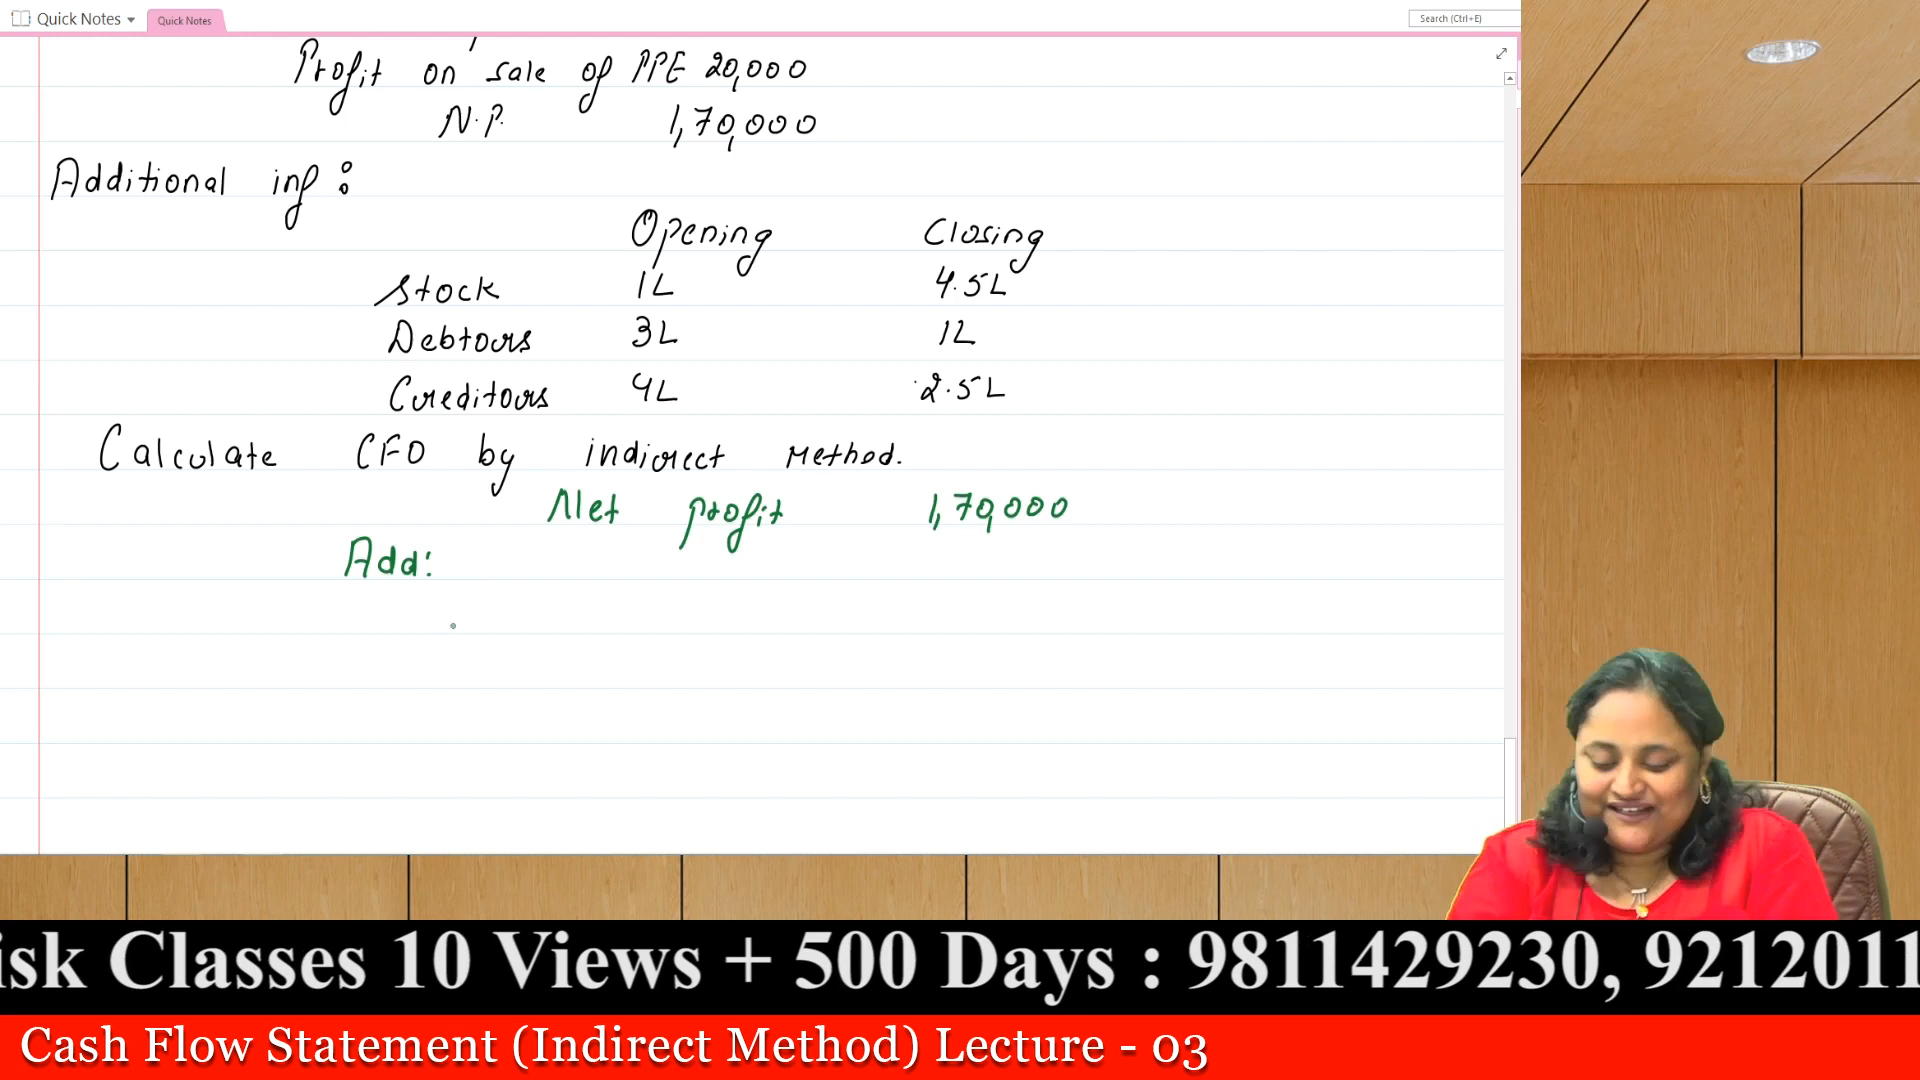 Quick Notes
Quick Notes
Search (Ctrl+E)
Profit on sale of PPE 20,000
N.P. 1,70,000
Additional inf :
Opening Closing
Stock 1L 4.5L
Debtors 3L 1L
Creditors 4L 2.5L
Calculate CFO by indirect Method.
Net profit 1,70,000
Add:
isk Classes 10 Views + 500 Days : 9811429230, 9212011
Cash Flow Statement (Indirect Method) Lecture - 03